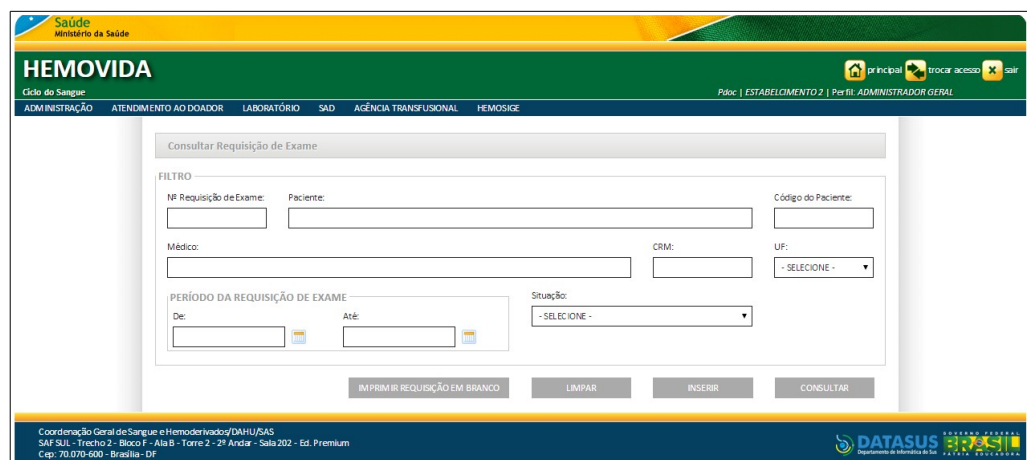 Saúde
Ministério da Saúde
HEMOVIDA
principal trocar acesso sair
Ciclo do Sangue
Pdoc | ESTABELCIMENTO 2 | Perfil: ADMINISTRADOR GERAL
ADMINISTRAÇÃO ATENDIMENTO AO DOADOR LABORATÓRIO SAD AGÊNCIA TRANSFUSIONAL HEMOSIGE
Consultar Requisição de Exame
FILTRO
Nº Requisição de Exame: Paciente: Código do Paciente:
Médico: CRM: UF:
- SELECIONE -
PERÍODO DA REQUISIÇÃO DE EXAME
Situação:
De: Até:
- SELECIONE -
IMPRIMIR REQUISIÇÃO EM BRANCO LIMPAR INSERIR CONSULTAR
Coordenação Geral de Sangue e Hemoderivados/DAHU/SAS
SAF SUL - Trecho 2 - Bloco F - Ala B - Torre 2 - 2º Andar - Sala 202 - Ed. Premium
Cep: 70.070-600 - Brasília - DF
DATASUS
Departamento de Informática do Sus
GOVERNO FEDERAL
BRASIL
PÁTRIA EDUCADORA